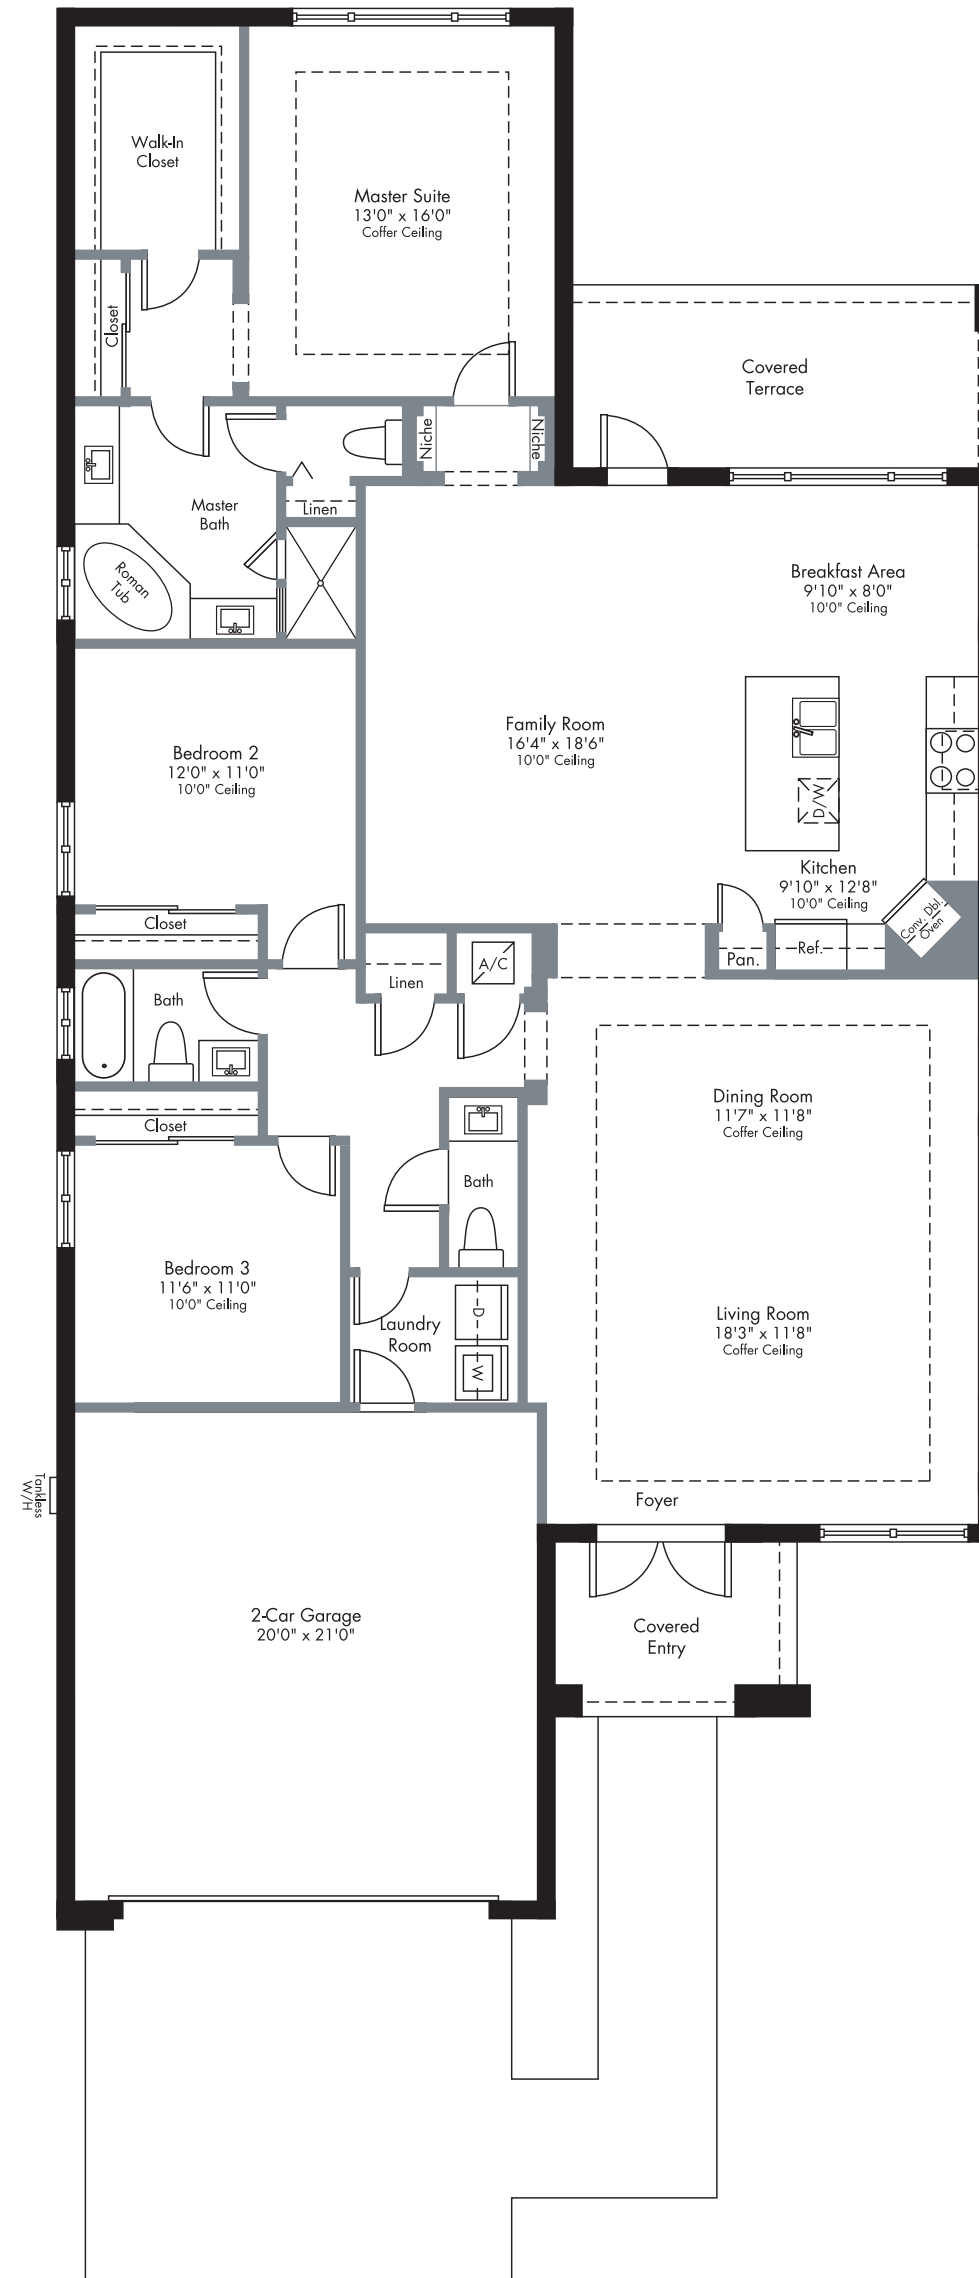 Walk-In
Closet
Master Suite
13'0" x 16'0"
Coffer Ceiling
Closet
Covered
Terrace
Niche
Niche
Linen
Master
Bath
Roman
Tub
Breakfast Area
9'10" x 8'0"
10'0" Ceiling
Family Room
16'4" x 18'6"
10'0" Ceiling
Bedroom 2
12'0" x 11'0"
10'0" Ceiling
D/W
Kitchen
9'10" x 12'8"
10'0" Ceiling
Closet
Conv. Dbl.
Oven
Pan.
Ref.
A/C
Linen
Bath
Dining Room
11'7" x 11'8"
Coffer Ceiling
Closet
Bath
Bedroom 3
11'6" x 11'0"
10'0" Ceiling
Laundry
Room
D
W
Living Room
18'3" x 11'8"
Coffer Ceiling
Tankless
W/H
Foyer
2-Car Garage
20'0" x 21'0"
Covered
Entry